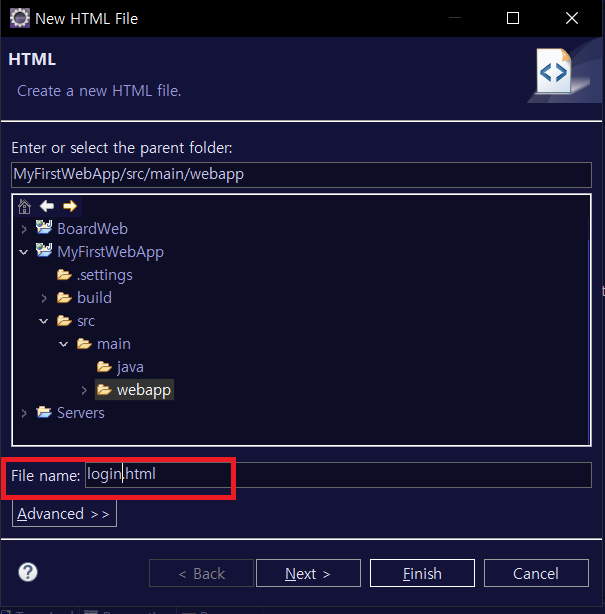 New HTML File
HTML
Create a new HTML file.
Enter or select the parent folder:
MyFirstWebApp/src/main/webapp
BoardWeb
MyFirstWebApp
.settings
build
src
main
java
webapp
Servers
File name: login.html
Advanced >>
< Back Next > Finish Cancel